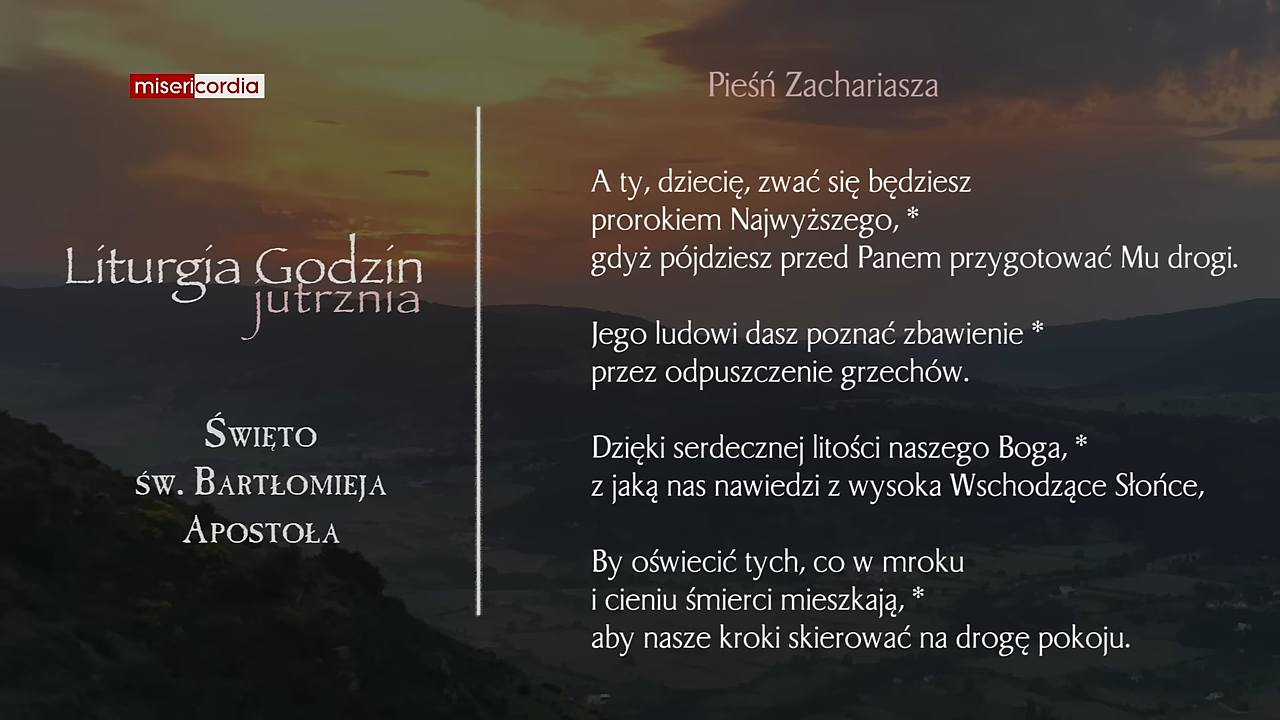 misericordia
Liturgia Godzin
jutrznia
Święto
św. Bartłomieja
Apostoła
Pieśń Zachariasza
A ty, dziecię, zwać się będziesz
prorokiem Najwyższego, *
gdyż pójdziesz przed Panem przygotować Mu drogi.
Jego ludowi dasz poznać zbawienie *
przez odpuszczenie grzechów.
Dzięki serdecznej litości naszego Boga, *
z jaką nas nawiedzi z wysoka Wschodzące Słońce,
By oświecić tych, co w mroku
i cieniu śmierci mieszkają, *
aby nasze kroki skierować na drogę pokoju.